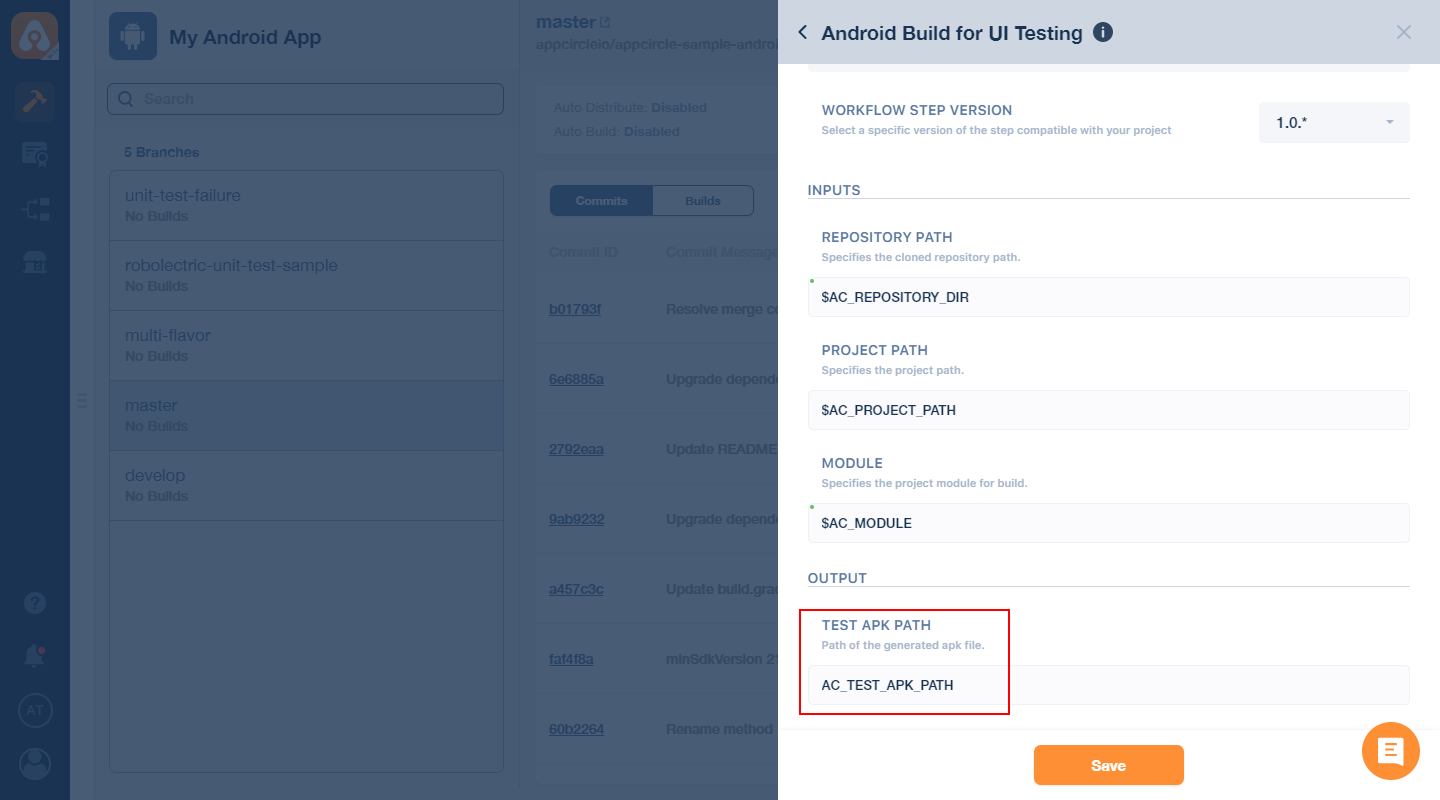 My Android App
Search
5 Branches
unit-test-failure
No Builds
robolectric-unit-test-sample
No Builds
multi-flavor
No Builds
master
No Builds
develop
No Builds
AT
master
appcircleio/appcircle-sample-androi
Auto Distribute: Disabled
Auto Build: Disabled
Commits Builds
Commit ID Commit Message
b01793f Resolve merge co
6e6885a Upgrade depende
2792eaa Update README
9ab9232 Upgrade depende
a457c3c Update build.grad
faf4f8a minSdkVersion 21
60b2264 Rename method
Android Build for UI Testing
WORKFLOW STEP VERSION
Select a specific version of the step compatible with your project
1.0.*
INPUTS
REPOSITORY PATH
Specifies the cloned repository path.
$AC_REPOSITORY_DIR
PROJECT PATH
Specifies the project path.
$AC_PROJECT_PATH
MODULE
Specifies the project module for build.
$AC_MODULE
OUTPUT
TEST APK PATH
Path of the generated apk file.
AC_TEST_APK_PATH
Save